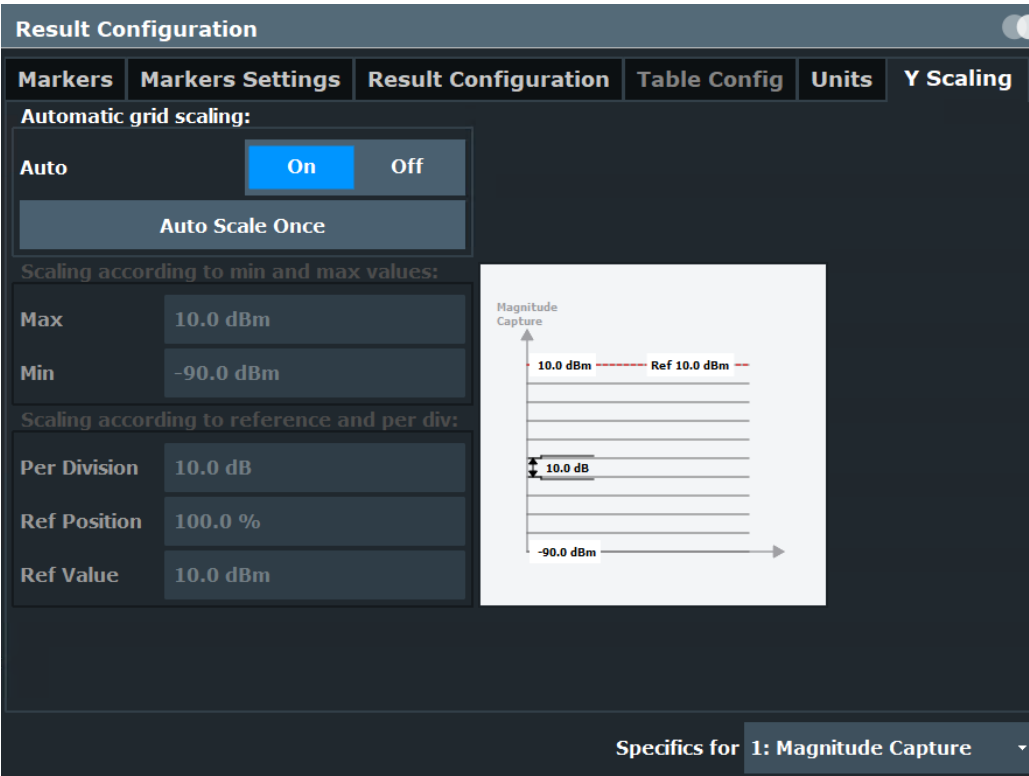 Result Configuration
Markers Markers Settings Result Configuration Table Config Units Y Scaling
Automatic grid scaling:
Auto On Off
Auto Scale Once
Scaling according to min and max values:
Max 10.0 dBm
Min -90.0 dBm
Scaling according to reference and per div:
Per Division 10.0 dB
Ref Position 100.0 %
Ref Value 10.0 dBm
Magnitude
Capture
10.0 dBm Ref 10.0 dBm
10.0 dB
-90.0 dBm
Specifics for 1: Magnitude Capture